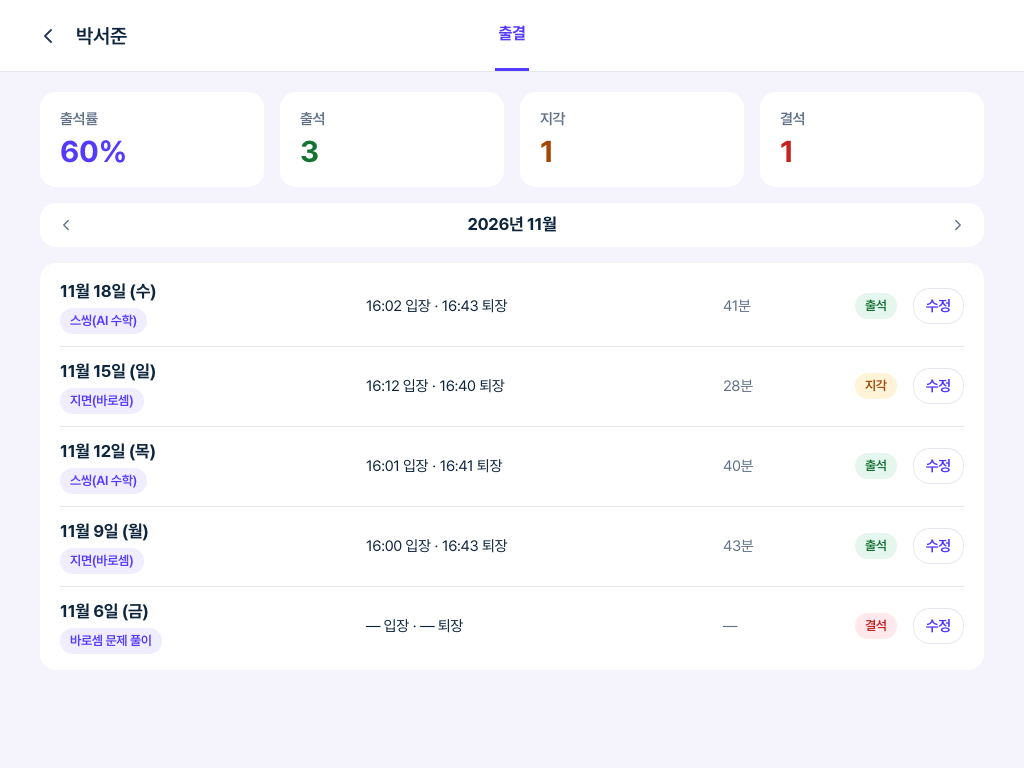 박서준
출결
출석률
60%
출석
3
지각
1
결석
1
2026년 11월
11월 18일 (수)
스씽(AI 수학)
16:02 입장 · 16:43 퇴장
41분
출석
수정
11월 15일 (일)
지면(바로셈)
16:12 입장 · 16:40 퇴장
28분
지각
수정
11월 12일 (목)
스씽(AI 수학)
16:01 입장 · 16:41 퇴장
40분
출석
수정
11월 9일 (월)
지면(바로셈)
16:00 입장 · 16:43 퇴장
43분
출석
수정
11월 6일 (금)
바로셈 문제 풀이
— 입장 · — 퇴장
—
결석
수정